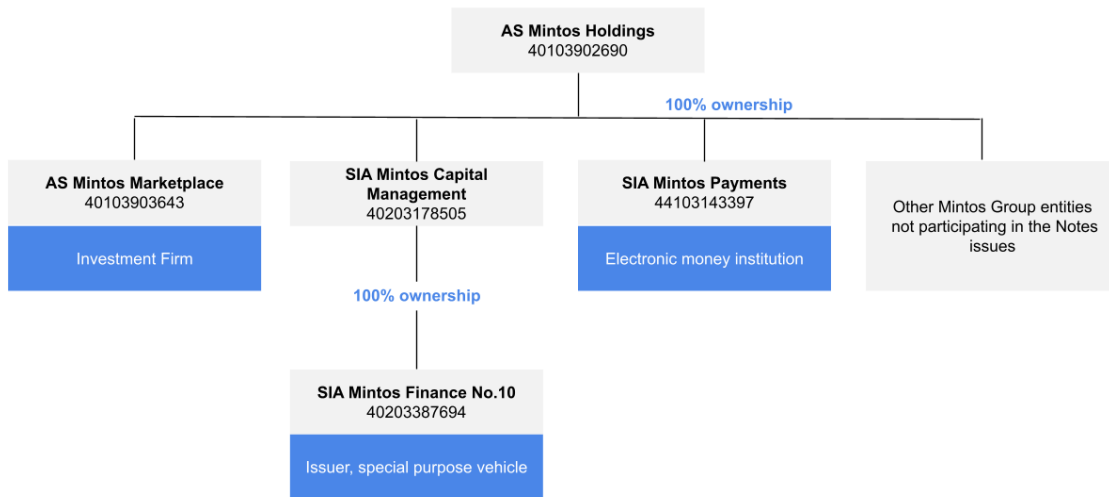 AS Mintos Holdings
40103902690
100% ownership
AS Mintos Marketplace
40103903643
Investment Firm
SIA Mintos Capital
Management
40203178505
SIA Mintos Payments
44103143397
Electronic money institution
Other Mintos Group entities
not participating in the Notes
issues
100% ownership
SIA Mintos Finance No.10
40203387694
Issuer, special purpose vehicle